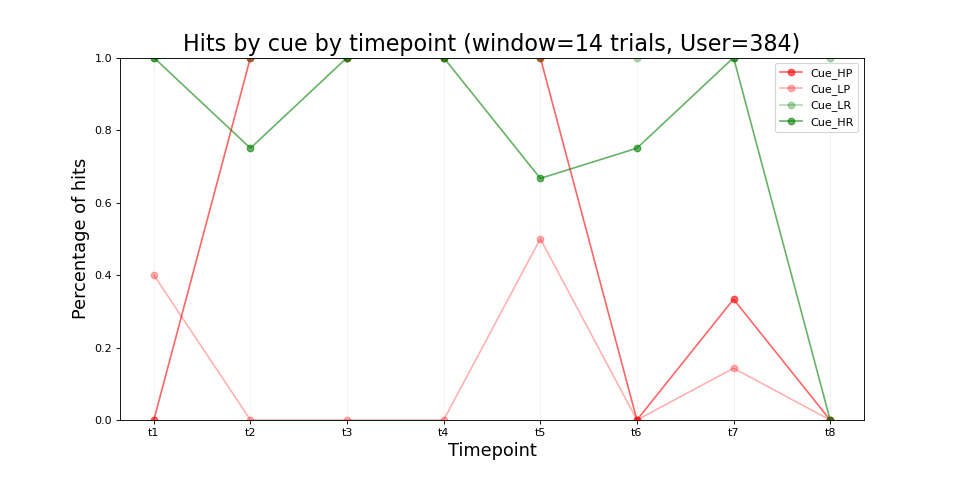 Hits by cue by timepoint (window=14 trials, User=384)
Percentage of hits
1.0
0.8
0.6
0.4
0.2
0.0
Cue_HP
Cue_LP
Cue_LR
Cue_HR
t1 t2 t3 t4 t5 t6 t7 t8
Timepoint